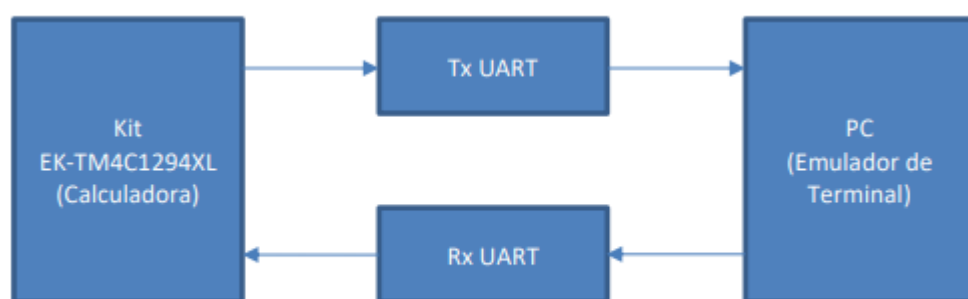 Kit
EK-TM4C1294XL
(Calculadora)
Tx UART
Rx UART
PC
(Emulador de
Terminal)